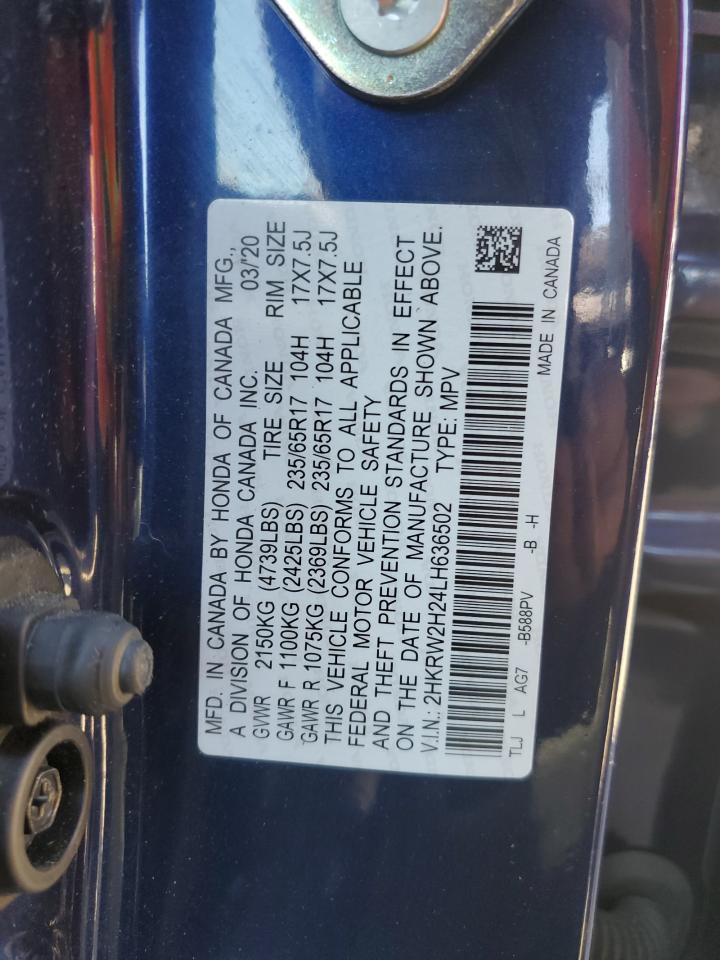 MFD. IN CANADA BY HONDA OF CANADA MFG.,
A DIVISION OF HONDA CANADA INC. 03/'20
GVWR 2150KG (4739LBS) TIRE SIZE RIM SIZE
GAWR F 1100KG (2425LBS) 235/65R17 104H 17X7.5J
GAWR R 1075KG (2369LBS) 235/65R17 104H 17X7.5J
THIS VEHICLE CONFORMS TO ALL APPLICABLE
FEDERAL MOTOR VEHICLE SAFETY
AND THEFT PREVENTION STANDARDS IN EFFECT
ON THE DATE OF MANUFACTURE SHOWN ABOVE.
V.I.N.: 2HKRW2H24LH636502 TYPE: MPV
TLJ L AG7 -B588PV -B -H MADE IN CANADA